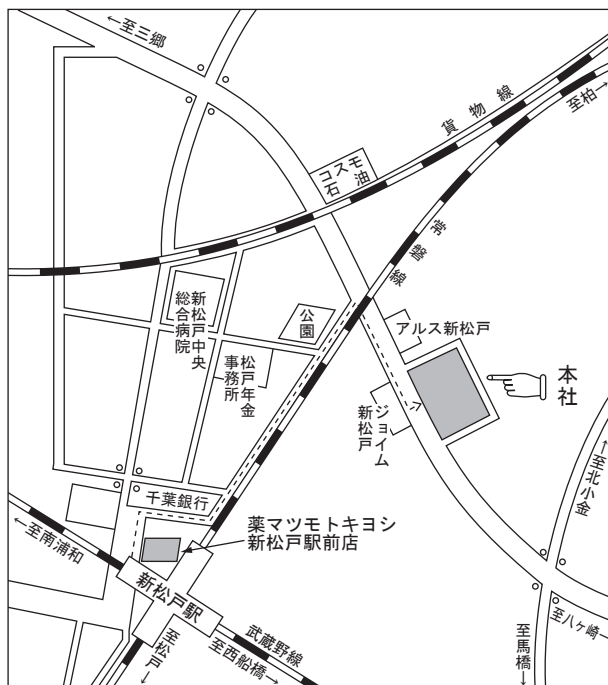 ←至三郷
貨物線
至柏→
コスモ
石油
常磐線
新松戸中央
総合病院
公園
アルス新松戸
松戸年金
事務所
本社
ジョイム
新松戸
←至北小金
千葉銀行
薬マツモトキヨシ
新松戸駅前店
←至南浦和
新松戸駅
武蔵野線
至西船橋→
至松戸→
至馬橋→
至八ヶ崎→